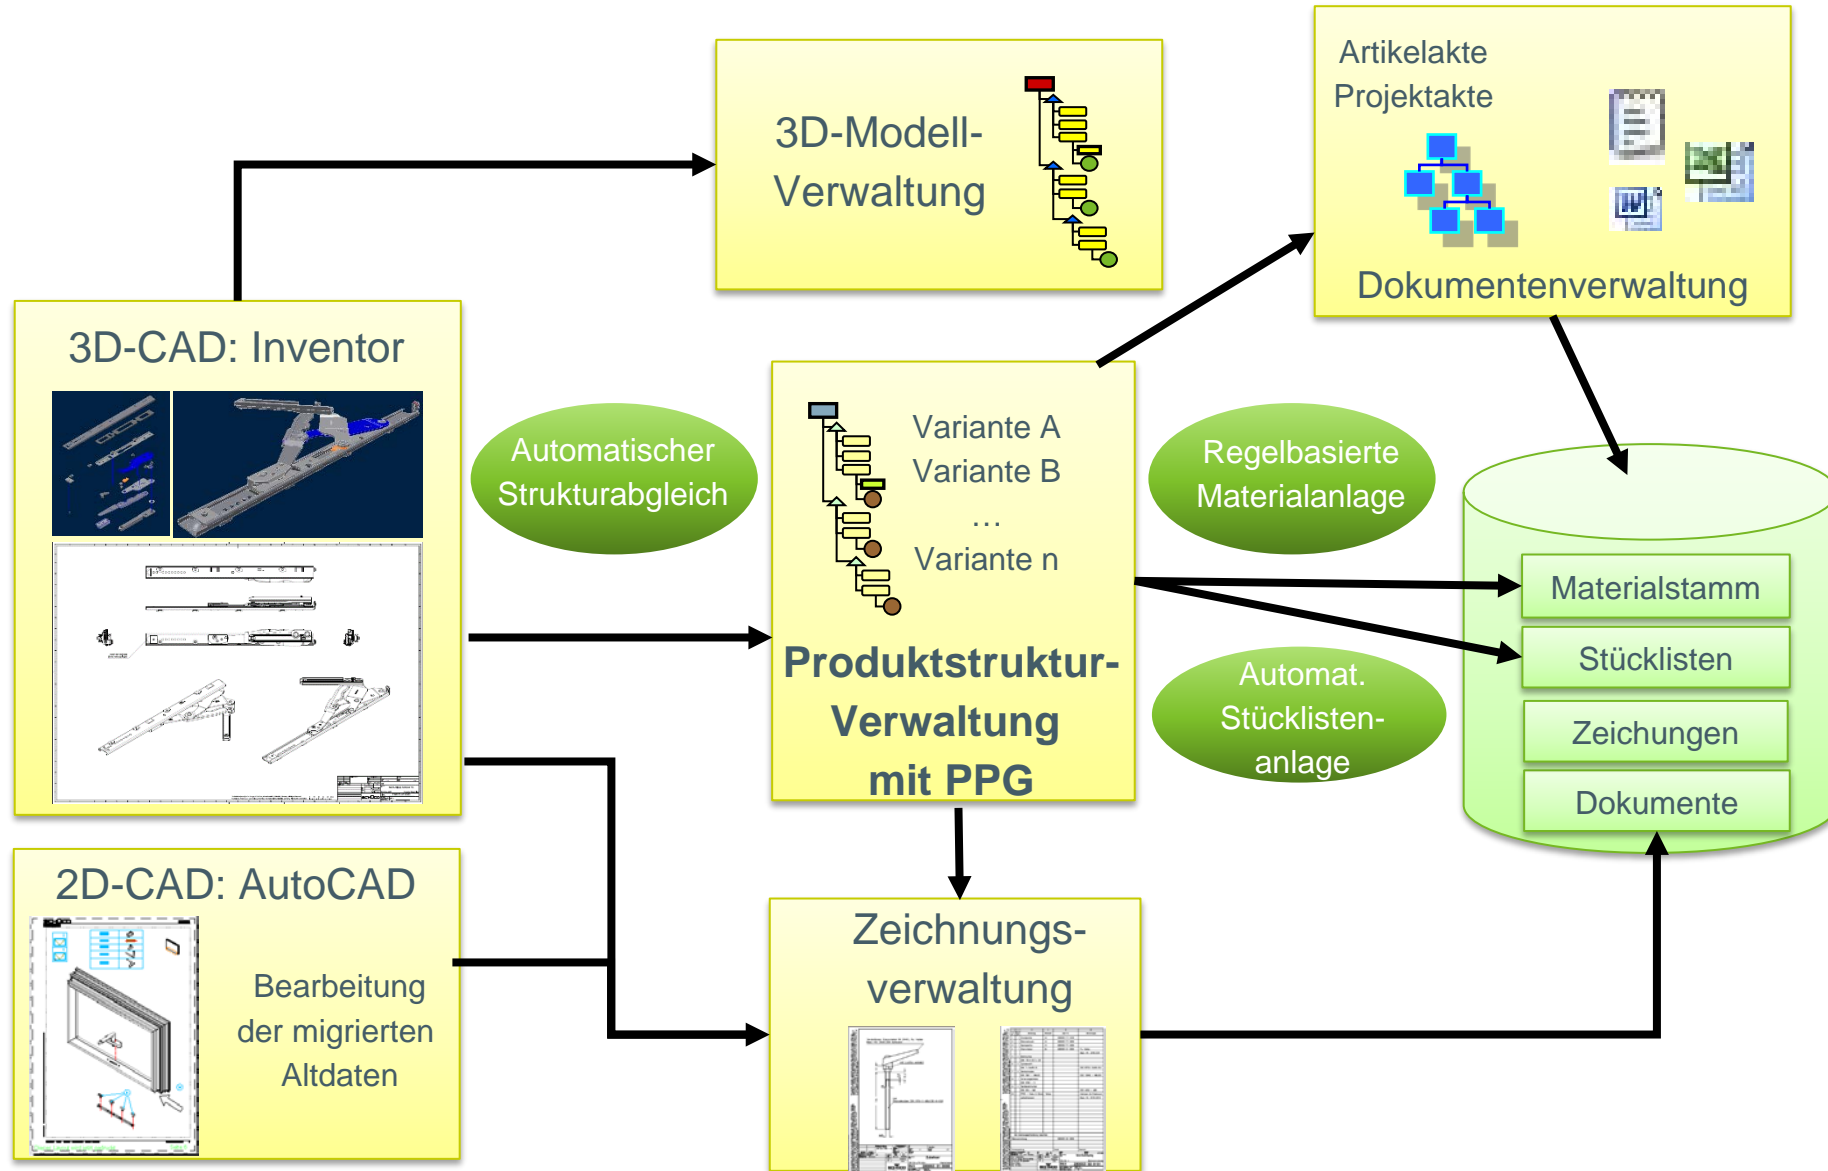 3D-Modell-
Verwaltung
Artikelakte
Projektakte
Dokumentenverwaltung
3D-CAD: Inventor
Automatischer
Strukturabgleich
Variante A
Variante B
...
Variante n
Produktstruktur-
Verwaltung
mit PPG
Regelbasierte
Materialanlage
Automat.
Stücklisten-
anlage
Materialstamm
Stücklisten
Zeichungen
Dokumente
2D-CAD: AutoCAD
Bearbeitung
der migrierten
Altdaten
Zeichnungs-
verwaltung